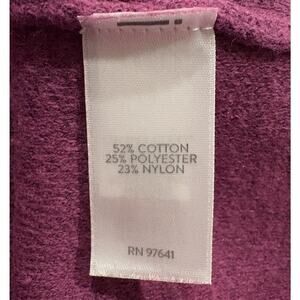 52% COTTON
25% POLYESTER
23% NYLON
RN 97641